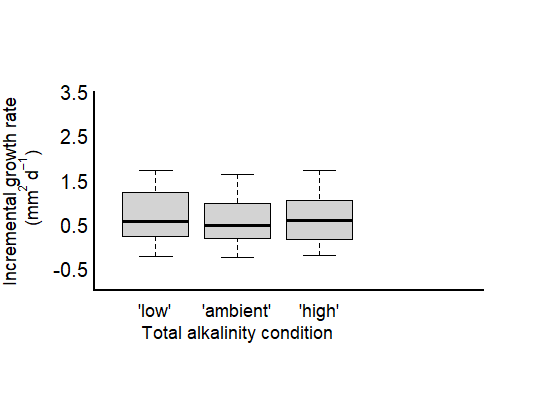 Incremental growth rate
(mm² d⁻¹)
3.5
2.5
1.5
0.5
-0.5
'low' 'ambient' 'high'
Total alkalinity condition